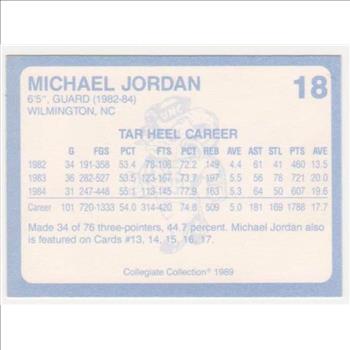 MICHAEL JORDAN 18
6'5", GUARD (1982-84)
WILMINGTON, NC
UNC
TAR HEEL CAREER
G FGS PCT FTS PCT REB AVE AST STL PTS AVE
1982 34 191-358 53.4 78-108 72.2 149 4.4 61 41 460 13.5
1983 36 282-527 53.5 123-167 73.7 197 5.5 56 78 721 20.0
1984 31 247-448 55.1 113-145 77.9 163 5.3 64 50 607 19.6
Career 101 720-1333 54.0 314-420 74.8 509 5.0 181 169 1788 17.7
Made 34 of 76 three-pointers, 44.7 percent. Michael Jordan also
is featured on Cards #13, 14, 15, 16, 17.
Collegiate Collection® 1989